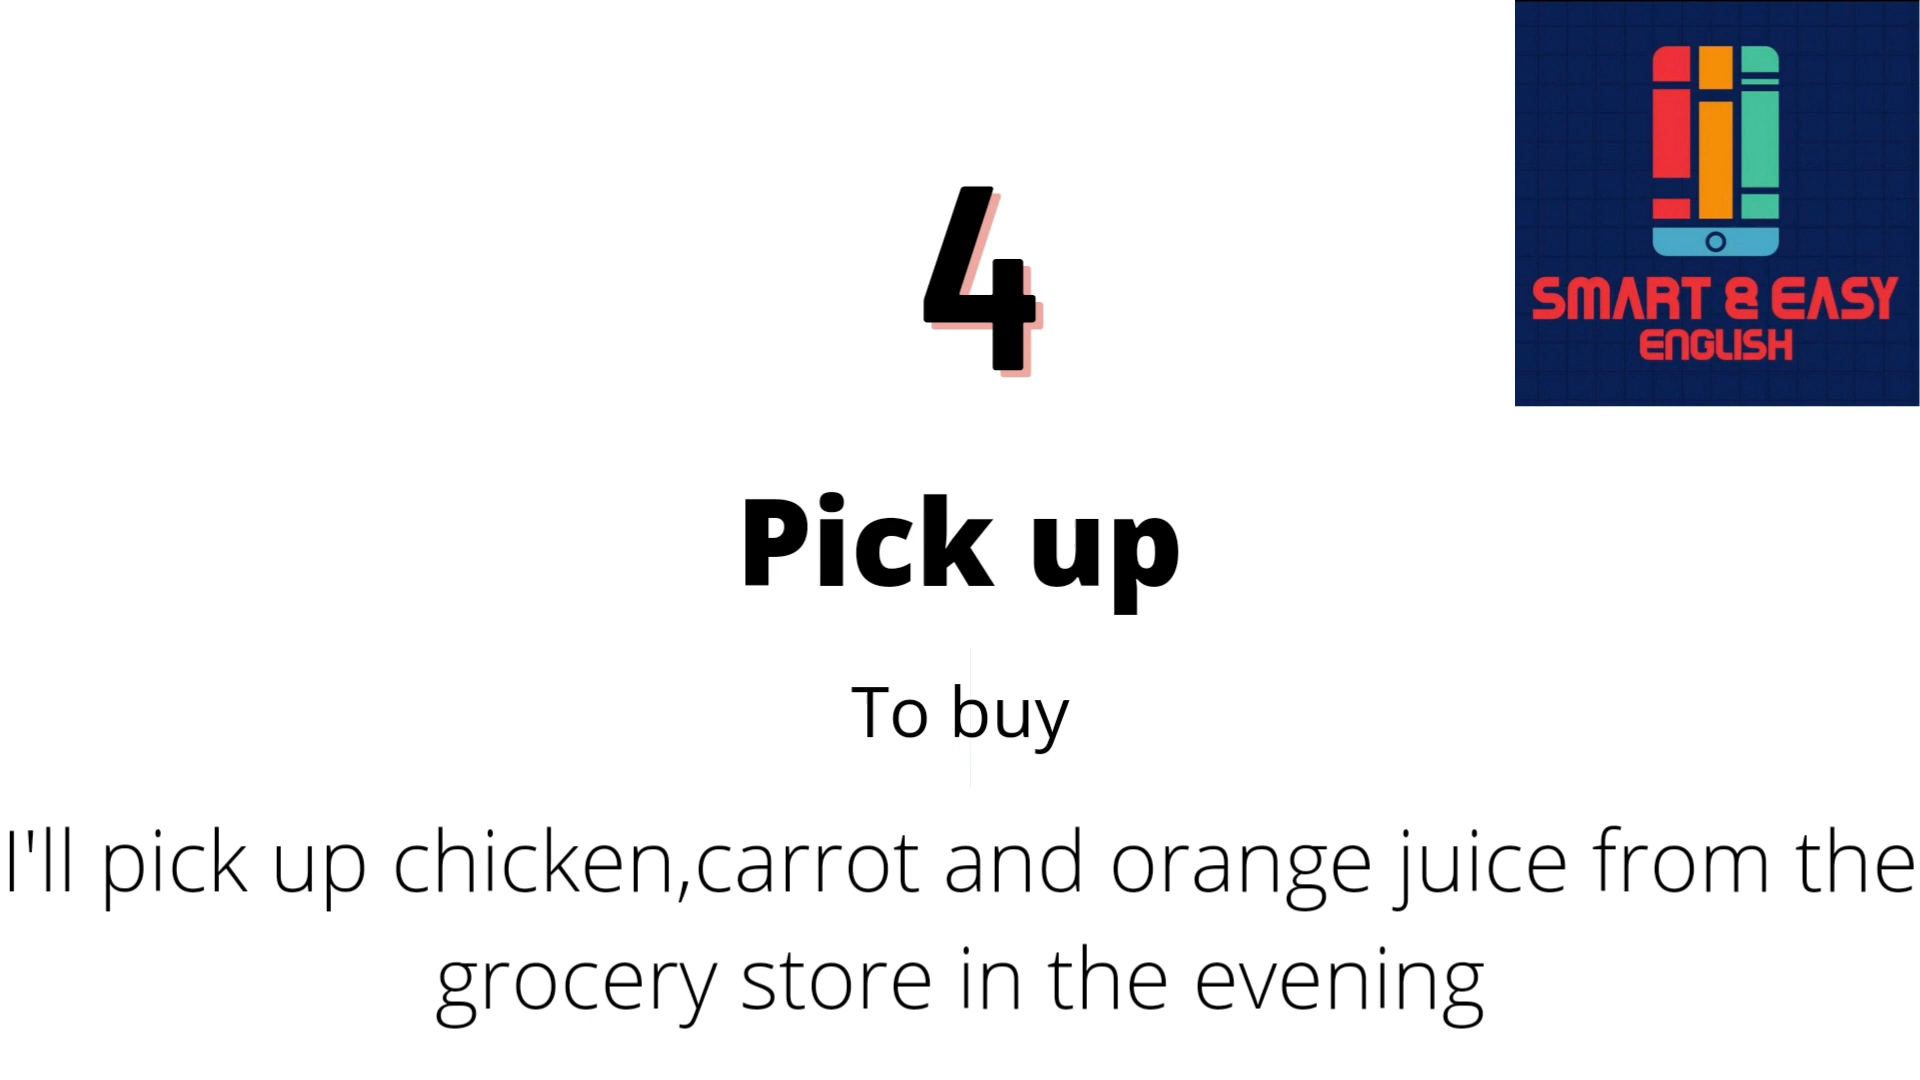 SMART & EASY
ENGLISH
4
Pick up
To buy
I'll pick up chicken,carrot and orange juice from the
grocery store in the evening